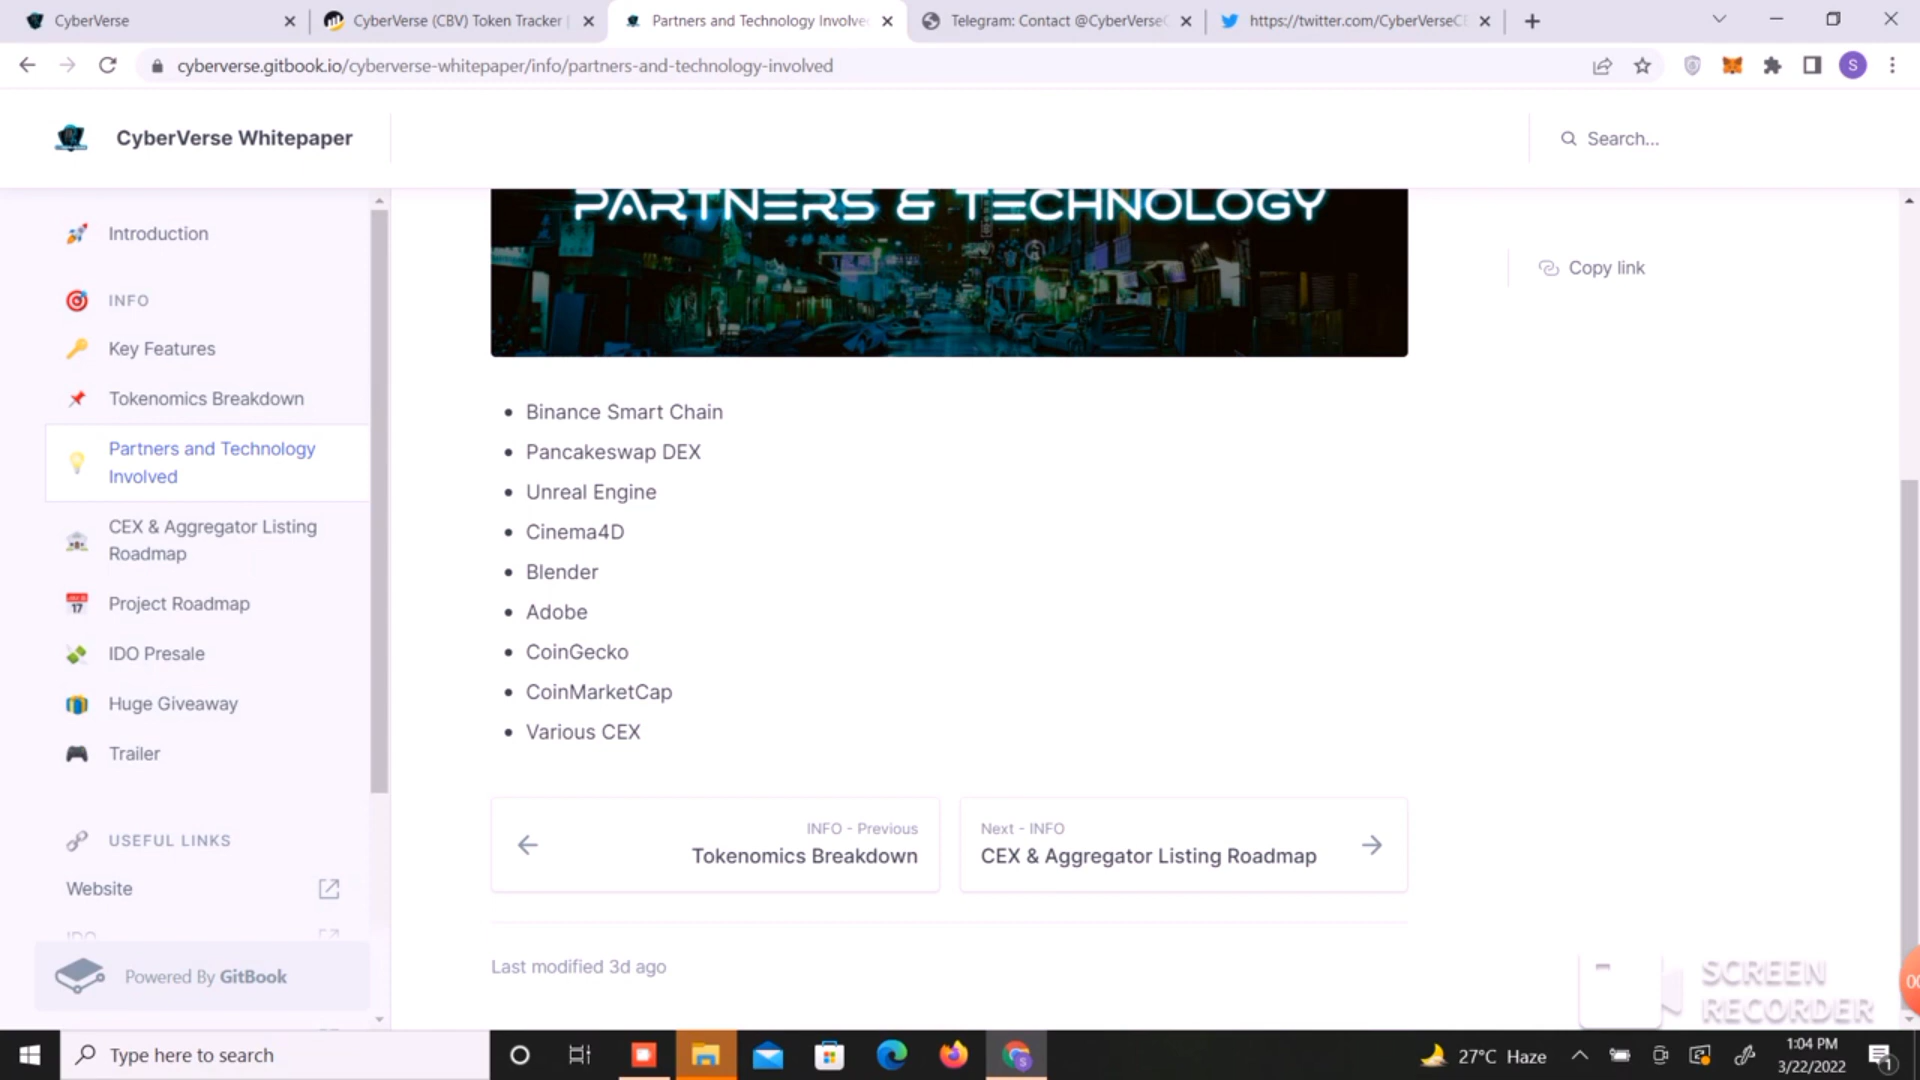 CyberVerse
CyberVerse (CBV) Token Tracker |
Partners and Technology Involve
Telegram: Contact @CyberVerseC
https://twitter.com/CyberVerseC
cyberverse.gitbook.io/cyberverse-whitepaper/info/partners-and-technology-involved
S
CyberVerse Whitepaper
Search...
Introduction
INFO
Key Features
Tokenomics Breakdown
Partners and Technology
Involved
CEX & Aggregator Listing
Roadmap
Project Roadmap
IDO Presale
Huge Giveaway
Trailer
USEFUL LINKS
Website
IDO
Powered By GitBook
PARTNERS & TECHNOLOGY
Copy link
• Binance Smart Chain
• Pancakeswap DEX
• Unreal Engine
• Cinema4D
• Blender
• Adobe
• CoinGecko
• CoinMarketCap
• Various CEX
INFO - Previous
Tokenomics Breakdown
Next - INFO
CEX & Aggregator Listing Roadmap
Last modified 3d ago
SCREEN
RECORDER
00
Type here to search
27°C Haze
1:04 PM
3/22/2022
1